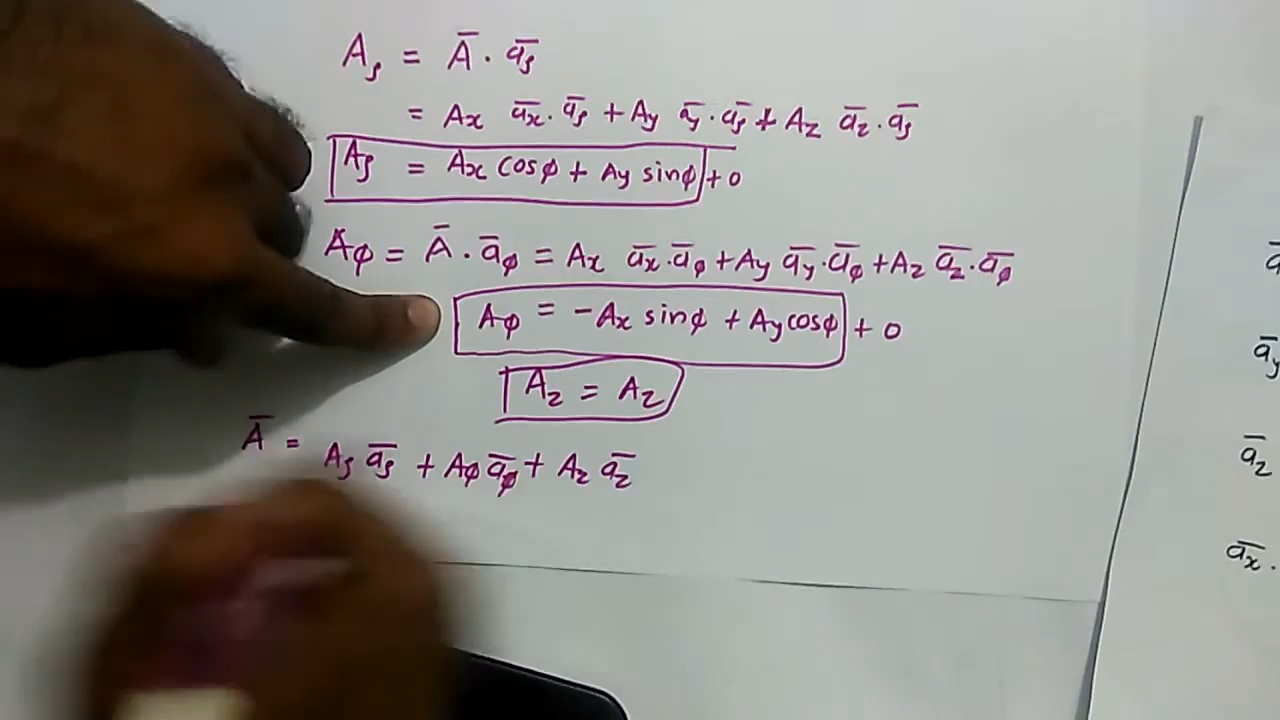 Aρ = Ā · āρ
= Ax āx · āρ + Ay āy · āρ + Az āz · āρ
Aρ = Ax cosφ + Ay sinφ + 0
Aφ = Ā · āφ = Ax āx · āφ + Ay āy · āφ + Az āz · āφ
Aφ = -Ax sinφ + Ay cosφ + 0
Az = Az
Ā = Aρ āρ + Aφ āφ + Az āz
āy
āz
āx ·